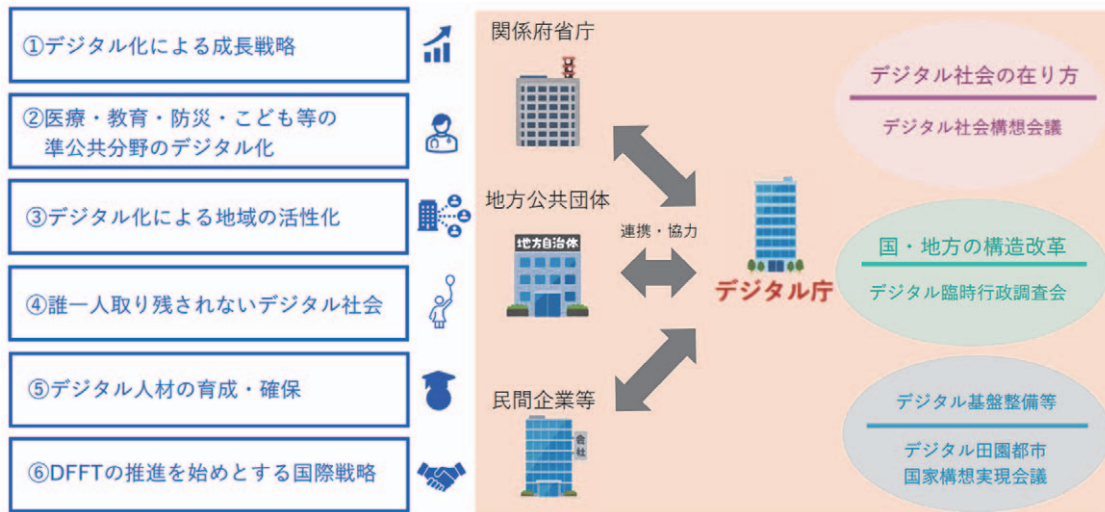 ①デジタル化による成長戦略
②医療・教育・防災・こども等の
準公共分野のデジタル化
③デジタル化による地域の活性化
④誰一人取り残されないデジタル社会
⑤デジタル人材の育成・確保
⑥DFFTの推進を始めとする国際戦略
関係府省庁
地方公共団体
地方自治体
民間企業等
会社
連携・協力
デジタル庁
デジタル社会の在り方
デジタル社会構想会議
国・地方の構造改革
デジタル臨時行政調査会
デジタル基盤整備等
デジタル田園都市
国家構想実現会議